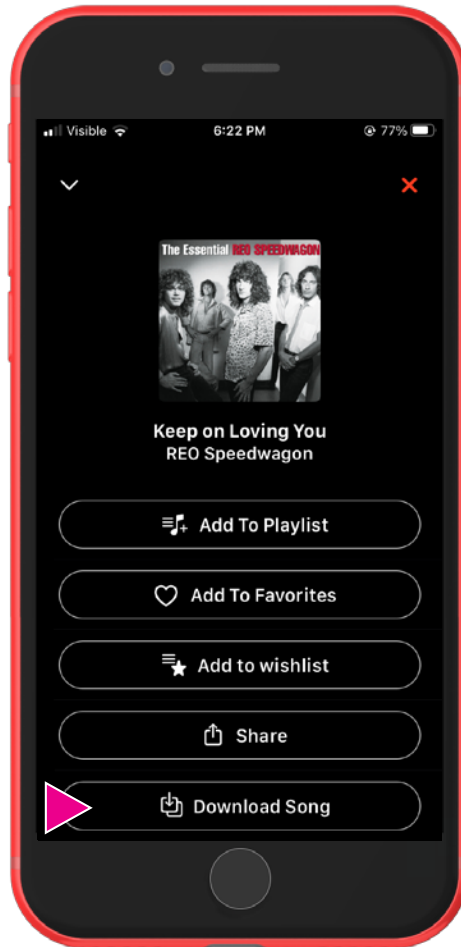 Visible 6:22 PM 77%
The Essential REO SPEEDWAGON
Keep on Loving You
REO Speedwagon
Add To Playlist
Add To Favorites
Add to wishlist
Share
Download Song